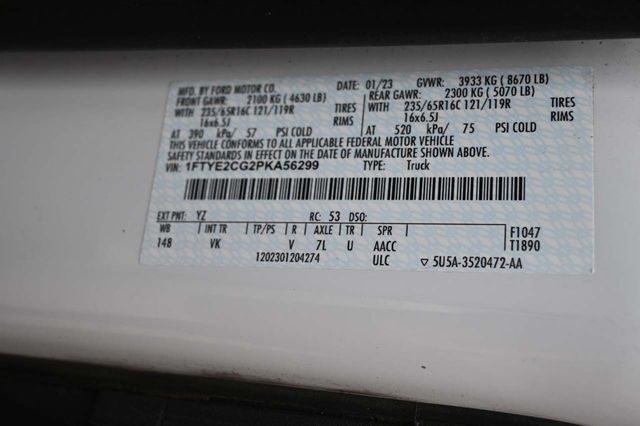 MFD. BY FORD MOTOR CO. DATE: 01/23 GVWR: 3933 KG ( 8670 LB)
FRONT GAWR: 2100 KG ( 4630 LB) REAR GAWR: 2300 KG ( 5070 LB)
WITH 235/65R16C 121/119R TIRES WITH 235/65R16C 121/119R TIRES
16x6.5J RIMS 16x6.5J RIMS
AT 390 kPa/ 57 PSI COLD AT 520 kPa/ 75 PSI COLD
THIS VEHICLE CONFORMS TO ALL APPLICABLE FEDERAL MOTOR VEHICLE
SAFETY STANDARDS IN EFFECT ON THE DATE OF MANUFACTURE SHOWN ABOVE.
VIN: 1FTYE2CG2PKA56299 TYPE: Truck
EXT PNT: YZ RC: 53 DSO:
WB INT TR TP/PS R AXLE TR SPR F1047
148 VK V 7L U AACC T1890
1202301204274 ULC ▽ 5U5A-3520472-AA